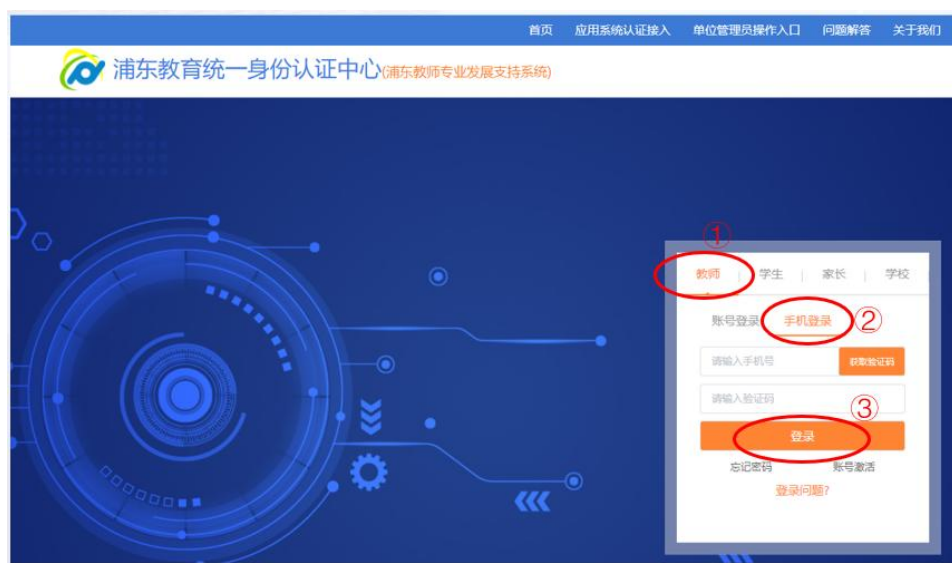 首页 应用系统认证接入 单位管理员操作入口 问题解答 关于我们
浦东教育统一身份认证中心(浦东教师专业发展支持系统)
①
教师 学生 家长 学校
账号登录 手机登录 ②
请输入手机号 获取验证码
请输入验证码
③
登录
忘记密码 账号激活
登录问题?